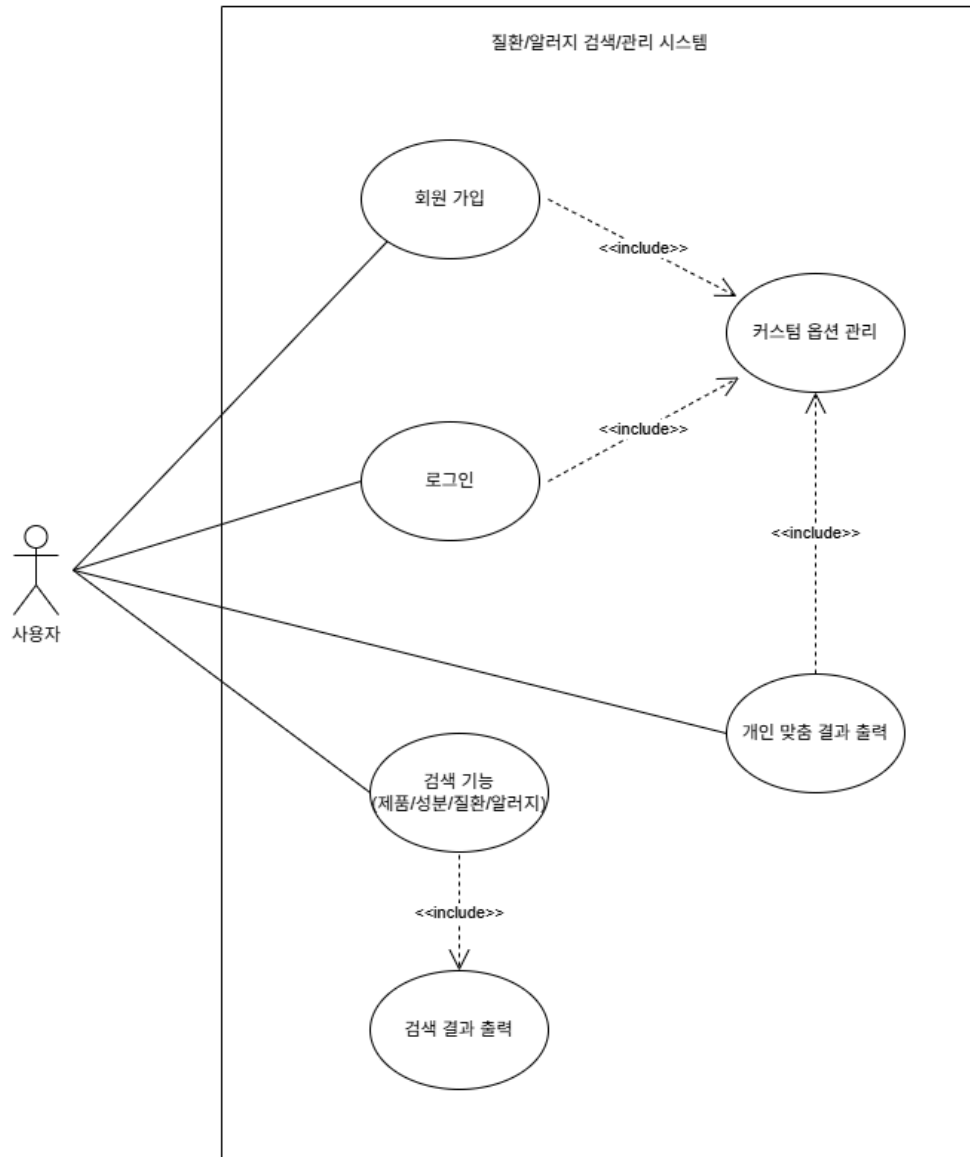 질환/알러지 검색/관리 시스템
회원 가입
<<include>>
커스텀 옵션 관리
<<include>>
로그인
<<include>>
사용자
개인 맞춤 결과 출력
검색 기능
(제품/성분/질환/알러지)
<<include>>
검색 결과 출력